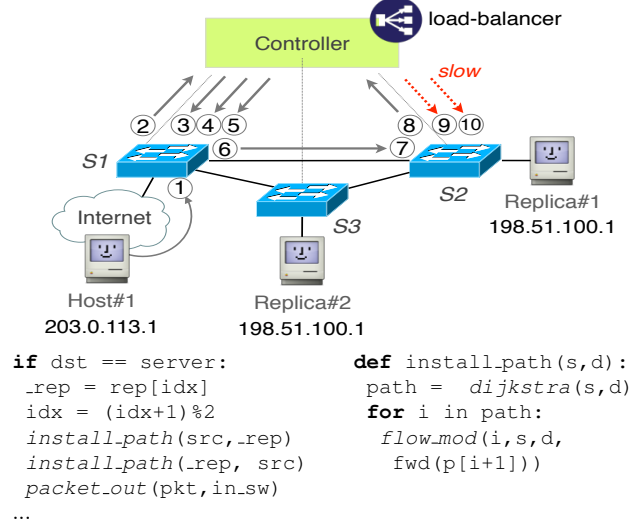 load-balancer
Controller
slow
2 3 4 5 8 9 10
6 7
S1
1
S2
Internet
S3
Replica#1
198.51.100.1
Host#1
203.0.113.1
Replica#2
198.51.100.1
if dst == server:
_rep = rep[idx]
idx = (idx+1)%2
install_path(src,_rep)
install_path(_rep, src)
packet_out(pkt,in_sw)
...
def install_path(s,d):
path = dijkstra(s,d)
for i in path:
flow_mod(i,s,d,
fwd(p[i+1]))